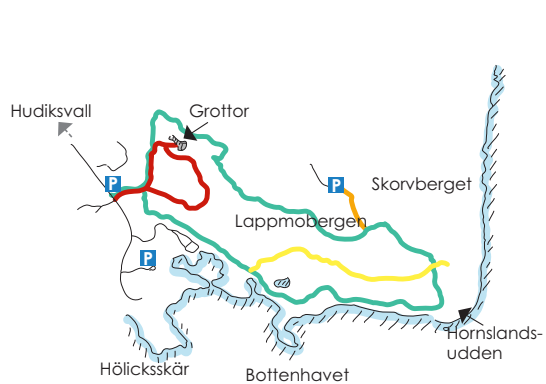 Hudiksvall
Grottor
P
P
Skorvberget
Lappmobergen
P
Hornslands-
udden
Hölicksskär
Bottenhavet